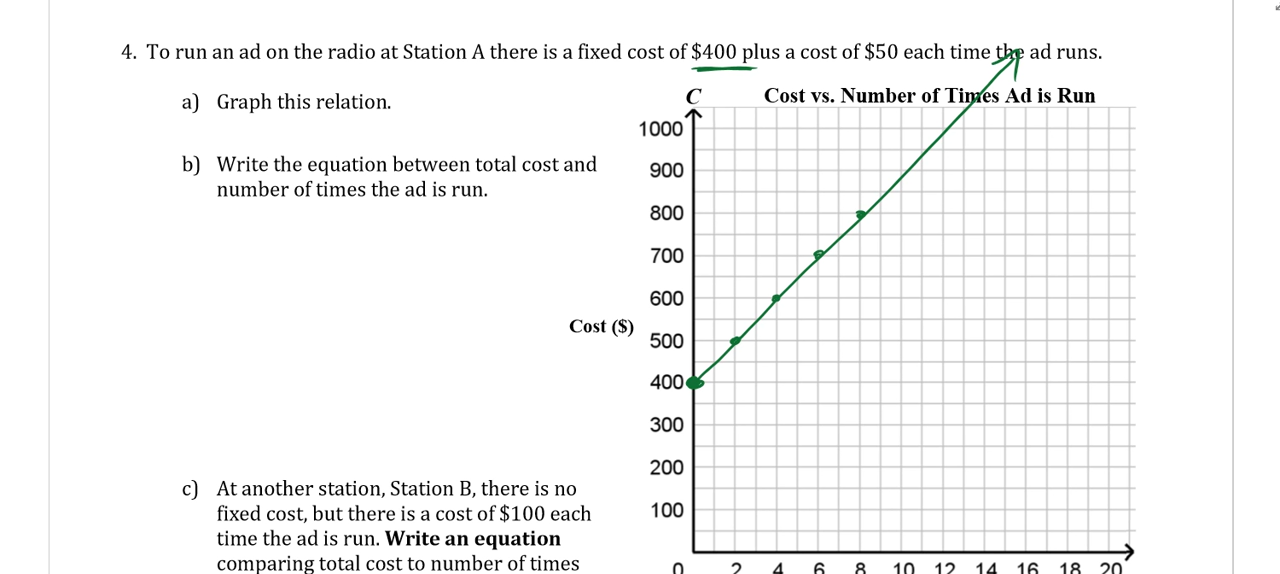 4. To run an ad on the radio at Station A there is a fixed cost of $400 plus a cost of $50 each time the ad runs.
a) Graph this relation.
C
Cost vs. Number of Times Ad is Run
b) Write the equation between total cost and
number of times the ad is run.
1000
900
800
700
600
Cost ($)
500
400
300
200
100
c) At another station, Station B, there is no
fixed cost, but there is a cost of $100 each
time the ad is run. Write an equation
comparing total cost to number of times
0 2 4 6 8 10 12 14 16 18 20